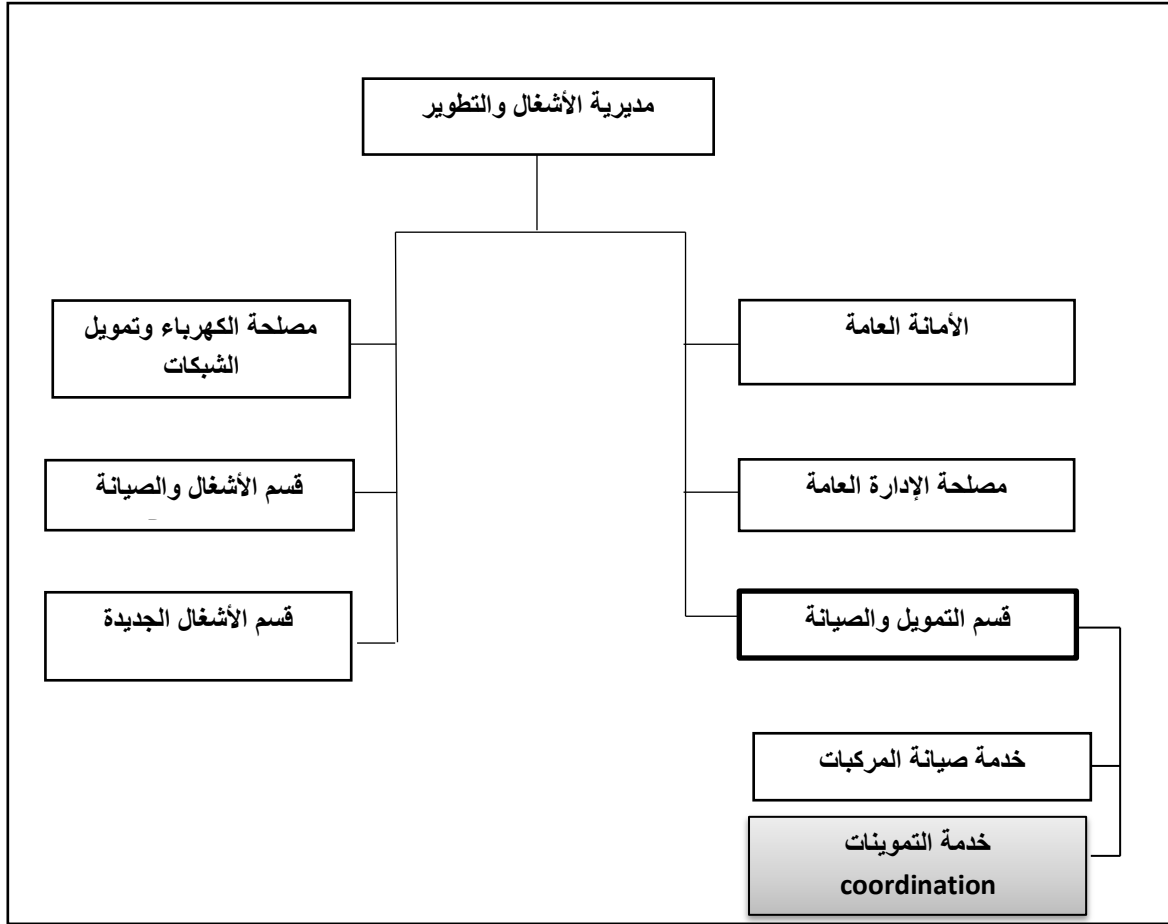 مديرية الأشغال والتطوير
الأمانة العامة
مصلحة الكهرباء وتمويل
الشبكات
مصلحة الإدارة العامة
قسم الأشغال والصيانة
قسم التمويل والصيانة
قسم الأشغال الجديدة
خدمة صيانة المركبات
خدمة التموينات
coordination